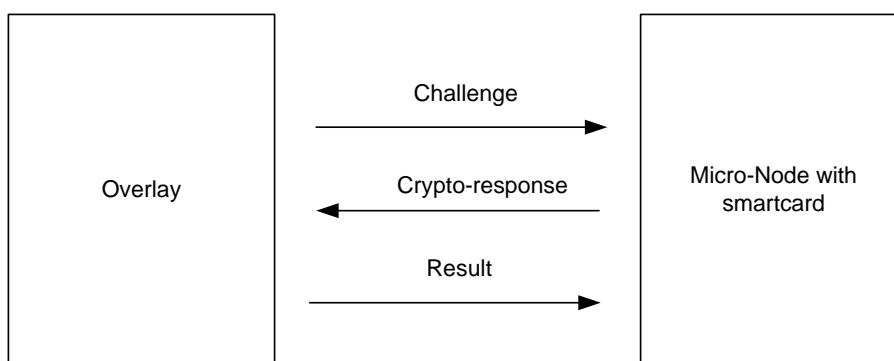 Challenge
Overlay
Crypto-response
Micro-Node with
smartcard
Result